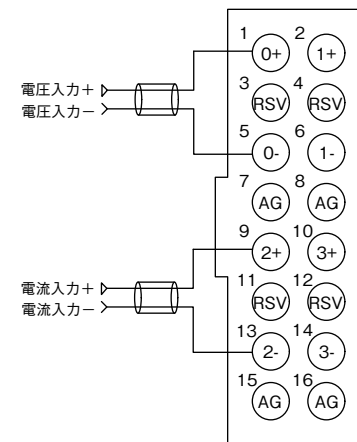 1 2
0+ 1+
電圧入力+
電圧入力−
3 4
RSV RSV
5 6
0- 1-
7 8
AG AG
9 10
2+ 3+
電流入力+
電流入力−
11 12
RSV RSV
13 14
2- 3-
15 16
AG AG